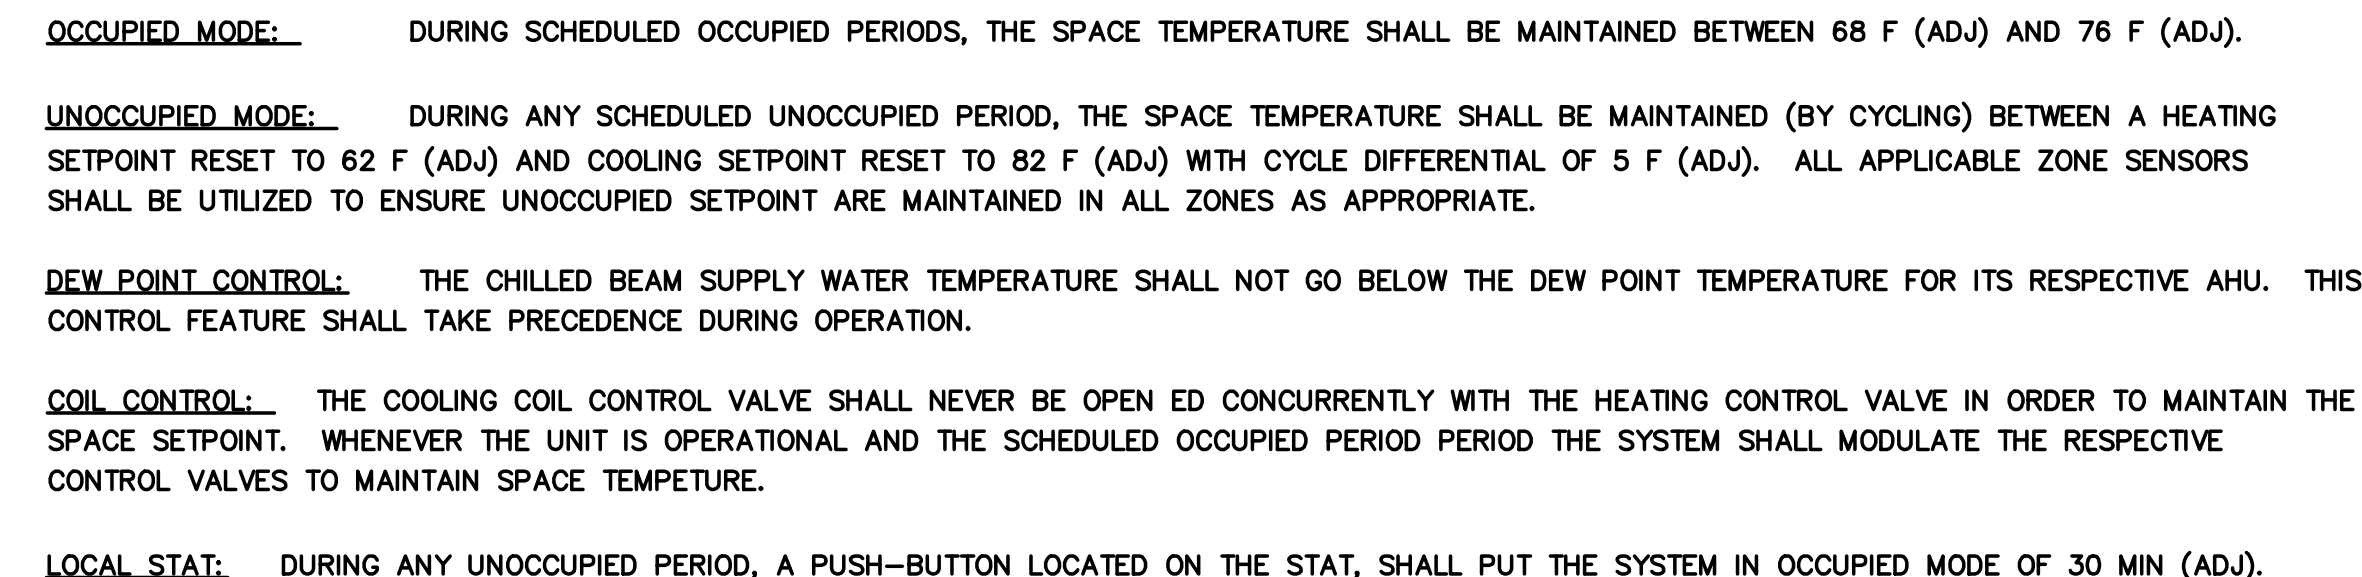 OCCUPIED MODE: DURING SCHEDULED OCCUPIED PERIODS, THE SPACE TEMPERATURE SHALL BE MAINTAINED BETWEEN 68 F (ADJ) AND 76 F (ADJ).
UNOCCUPIED MODE: DURING ANY SCHEDULED UNOCCUPIED PERIOD, THE SPACE TEMPERATURE SHALL BE MAINTAINED (BY CYCLING) BETWEEN A HEATING
SETPOINT RESET TO 62 F (ADJ) AND COOLING SETPOINT RESET TO 82 F (ADJ) WITH CYCLE DIFFERENTIAL OF 5 F (ADJ). ALL APPLICABLE ZONE SENSORS
SHALL BE UTILIZED TO ENSURE UNOCCUPIED SETPOINT ARE MAINTAINED IN ALL ZONES AS APPROPRIATE.
DEW POINT CONTROL: THE CHILLED BEAM SUPPLY WATER TEMPERATURE SHALL NOT GO BELOW THE DEW POINT TEMPERATURE FOR ITS RESPECTIVE AHU. THIS
CONTROL FEATURE SHALL TAKE PRECEDENCE DURING OPERATION.
COIL CONTROL: THE COOLING COIL CONTROL VALVE SHALL NEVER BE OPEN ED CONCURRENTLY WITH THE HEATING CONTROL VALVE IN ORDER TO MAINTAIN THE
SPACE SETPOINT. WHENEVER THE UNIT IS OPERATIONAL AND THE SCHEDULED OCCUPIED PERIOD PERIOD THE SYSTEM SHALL MODULATE THE RESPECTIVE
CONTROL VALVES TO MAINTAIN SPACE TEMPETURE.
LOCAL STAT: DURING ANY UNOCCUPIED PERIOD, A PUSH-BUTTON LOCATED ON THE STAT, SHALL PUT THE SYSTEM IN OCCUPIED MODE OF 30 MIN (ADJ).